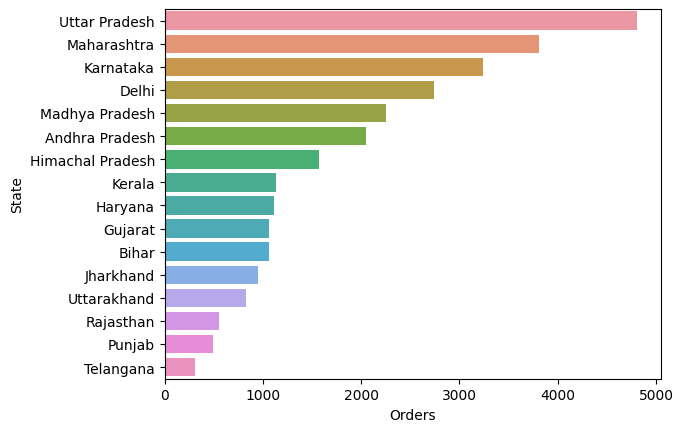 Uttar Pradesh
Maharashtra
Karnataka
Delhi
Madhya Pradesh
Andhra Pradesh
Himachal Pradesh
Kerala
Haryana
Gujarat
Bihar
Jharkhand
Uttarakhand
Rajasthan
Punjab
Telangana
State
0 1000 2000 3000 4000 5000
Orders